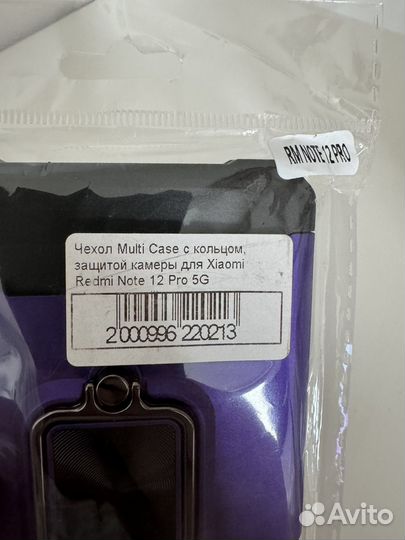 RM NOTE 12 PRO
Чехол Multi Case с кольцом,
защитой камеры для Xiaomi
Redmi Note 12 Pro 5G
2 000996 220213
Avito